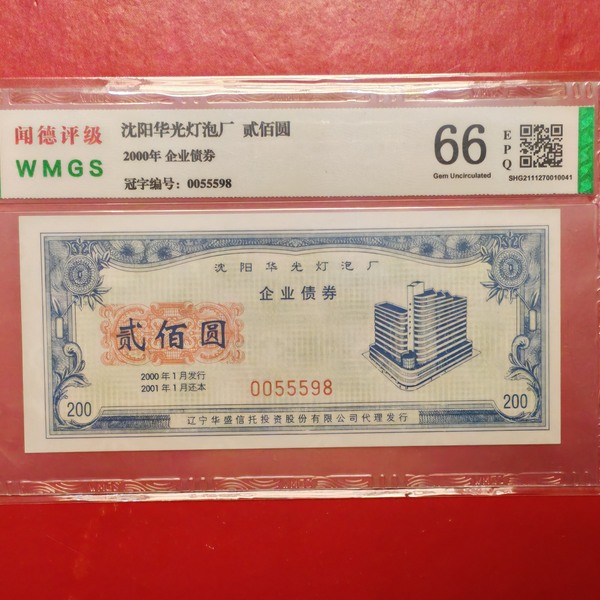 闻德评级
WMGS
沈阳华光灯泡厂 贰佰圆
2000年 企业债券
冠字编号：0055598
66
EPQ
Gem Uncirculated
SHG2111270010041
沈阳华光灯泡厂
企业债券
贰佰圆
2000年1月发行
2001年1月还本
0055598
200
200
辽宁华盛信托投资股份有限公司代理发行